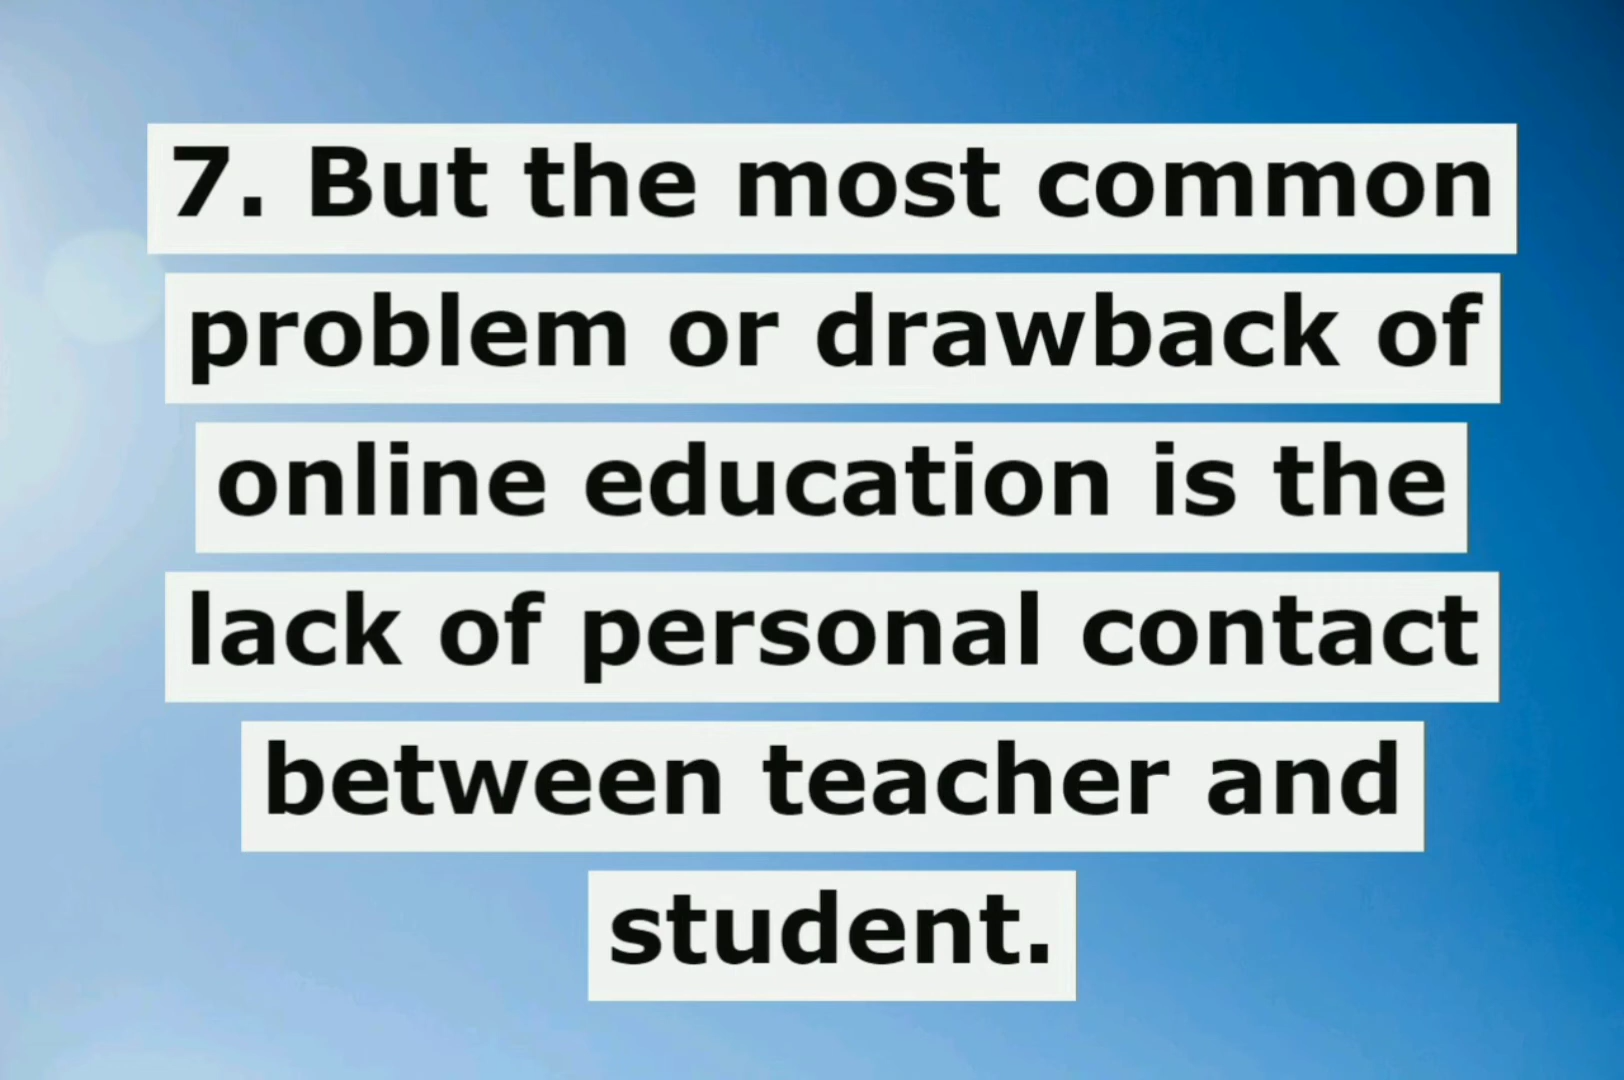 7. But the most common
problem or drawback of
online education is the
lack of personal contact
between teacher and
student.